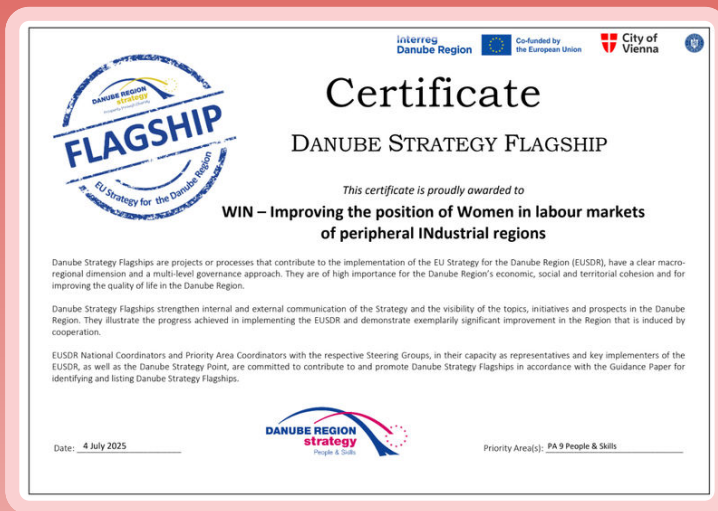 Interreg
Danube Region
Co-funded by
the European Union
City of
Vienna
DANUBE REGION
strategy
FLAGSHIP
EU Strategy for the Danube Region
Certificate
DANUBE STRATEGY FLAGSHIP
This certificate is proudly awarded to
WIN – Improving the position of Women in labour markets
of peripheral INdustrial regions
Danube Strategy Flagships are projects or processes that contribute to the implementation of the EU Strategy for the Danube Region (EUSDR), have a clear macro-
regional dimension and a multi-level governance approach. They are of high importance for the Danube Region's economic, social and territorial cohesion and for
improving the quality of life in the Danube Region.
Danube Strategy Flagships strengthen internal and external communication of the Strategy and the visibility of the topics, initiatives and prospects in the Danube
Region. They illustrate the progress achieved in implementing the EUSDR and demonstrate exemplarily significant improvement in the Region that is induced by
cooperation.
EUSDR National Coordinators and Priority Area Coordinators with the respective Steering Groups, in their capacity as representatives and key implementers of the
EUSDR, as well as the Danube Strategy Point, are committed to contribute to and promote Danube Strategy Flagships in accordance with the Guidance Paper for
identifying and listing Danube Strategy Flagships.
DANUBE REGION
strategy
People & Skills
Date: 4 July 2025
Priority Area(s): PA 9 People & Skills